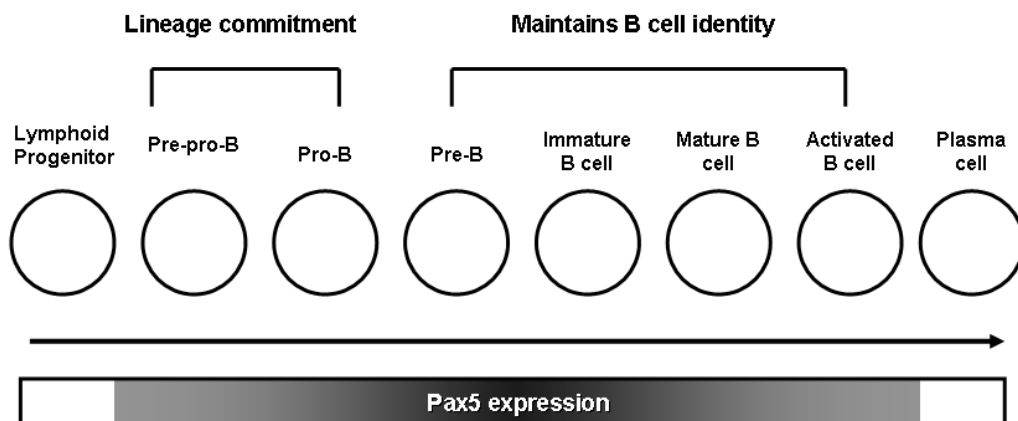 Lineage commitment
Maintains B cell identity
Lymphoid
Progenitor
Pre-pro-B
Pro-B
Pre-B
Immature
B cell
Mature B
cell
Activated
B cell
Plasma
cell
Pax5 expression